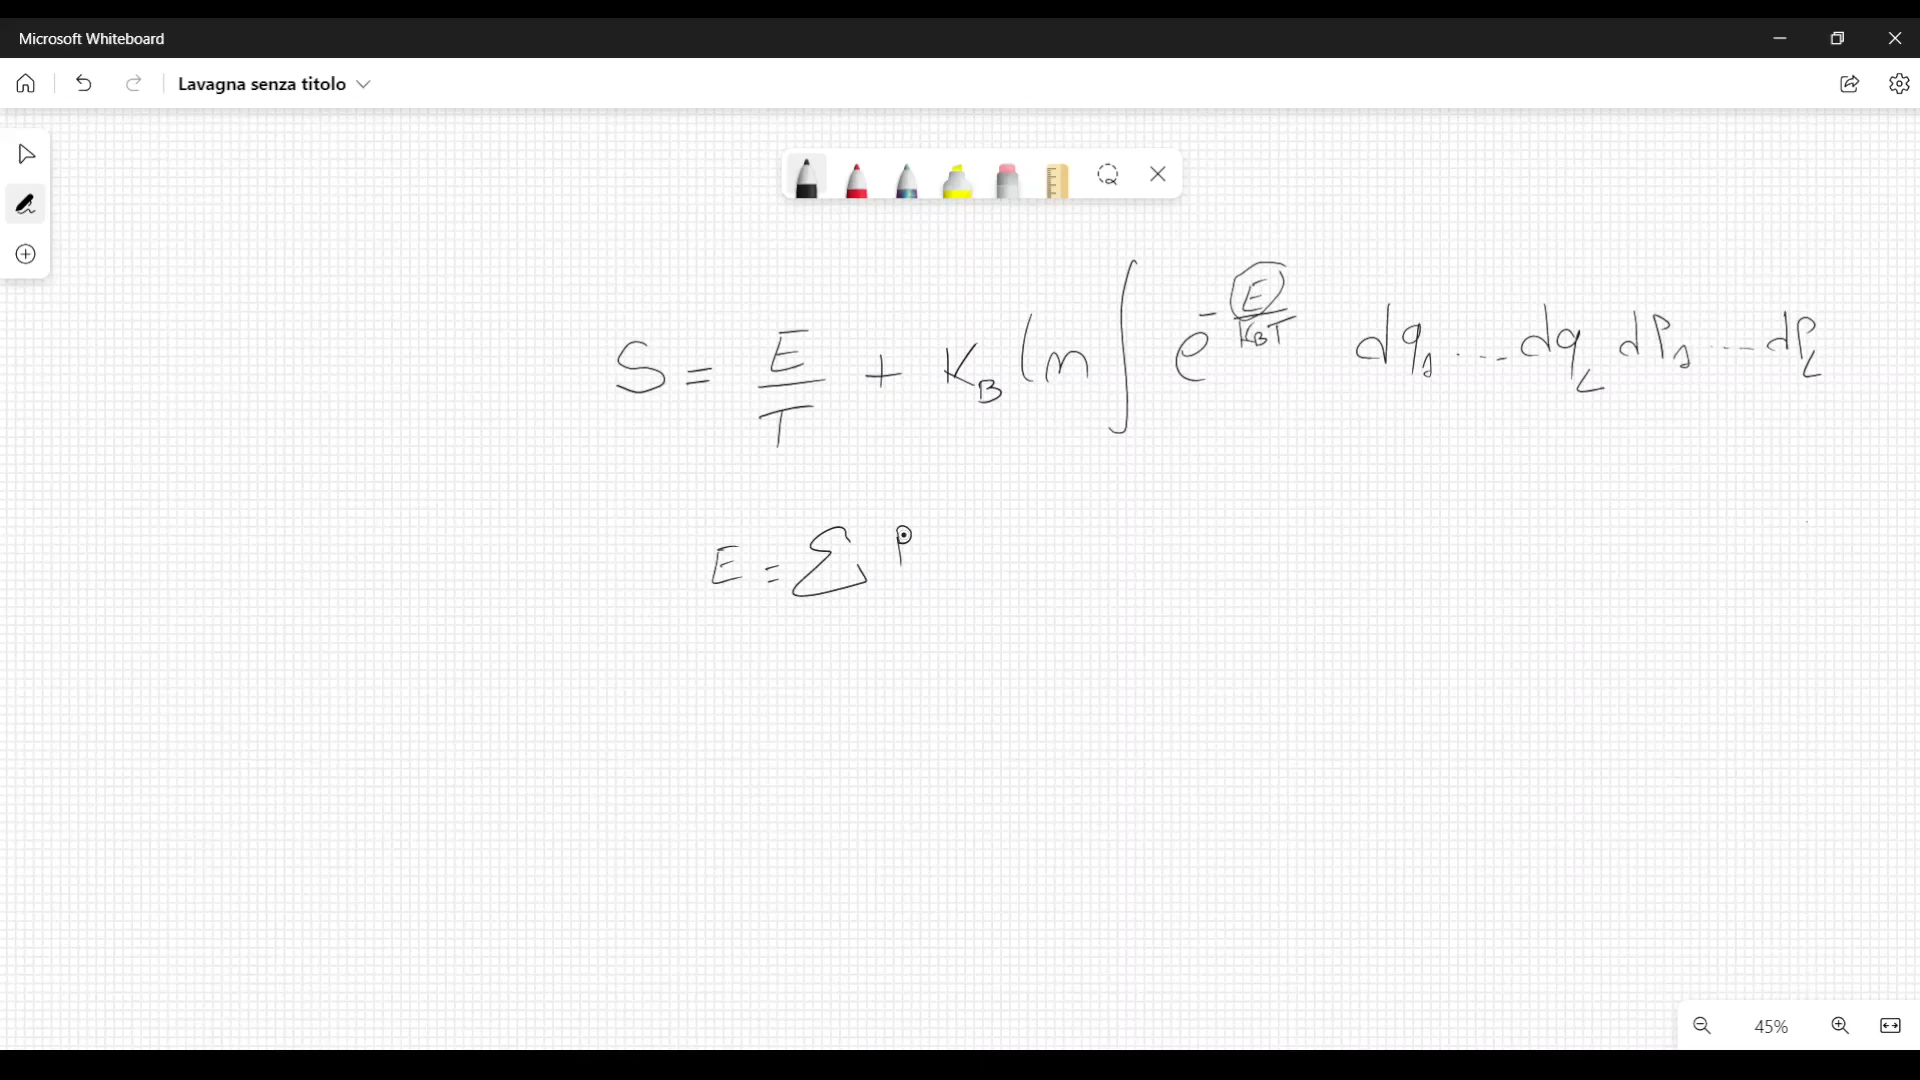 Microsoft Whiteboard
Lavagna senza titolo
S = E/T + K_B ln ∫ e^{-E/K_BT} dq_1 ... dq_L dp_1 ... dp_L
E = Σ P
45%